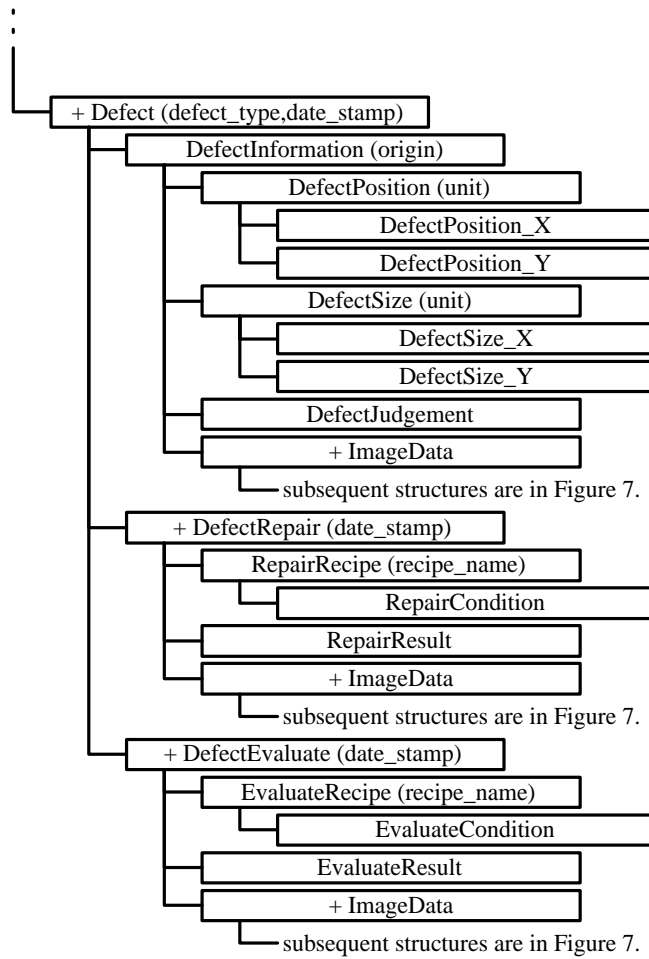 + Defect (defect_type,date_stamp)
DefectInformation (origin)
DefectPosition (unit)
DefectPosition_X
DefectPosition_Y
DefectSize (unit)
DefectSize_X
DefectSize_Y
DefectJudgement
+ ImageData
subsequent structures are in Figure 7.
+ DefectRepair (date_stamp)
RepairRecipe (recipe_name)
RepairCondition
RepairResult
+ ImageData
subsequent structures are in Figure 7.
+ DefectEvaluate (date_stamp)
EvaluateRecipe (recipe_name)
EvaluateCondition
EvaluateResult
+ ImageData
subsequent structures are in Figure 7.